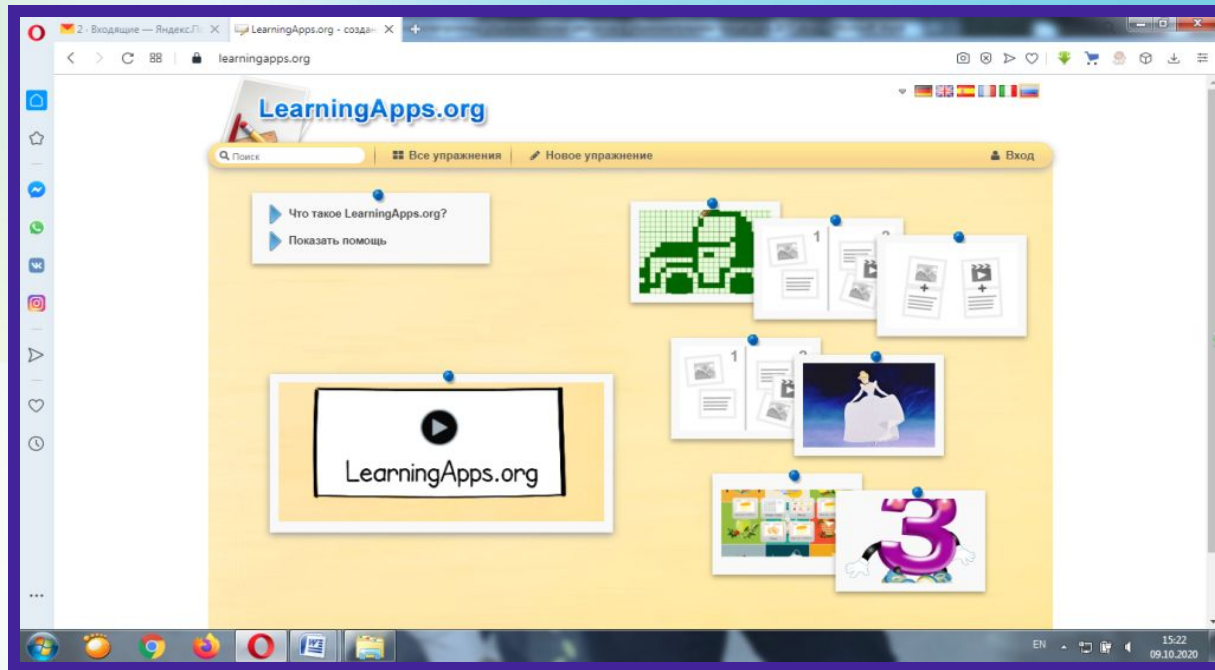 2 - Входящие — Яндекс.П
LearningApps.org - созда
learningapps.org
LearningApps.org
Поиск
Все упражнения
Новое упражнение
Вход
Что такое LearningApps.org?
Показать помощь
1
1
LearningApps.org
3
EN
15:22
09.10.2020